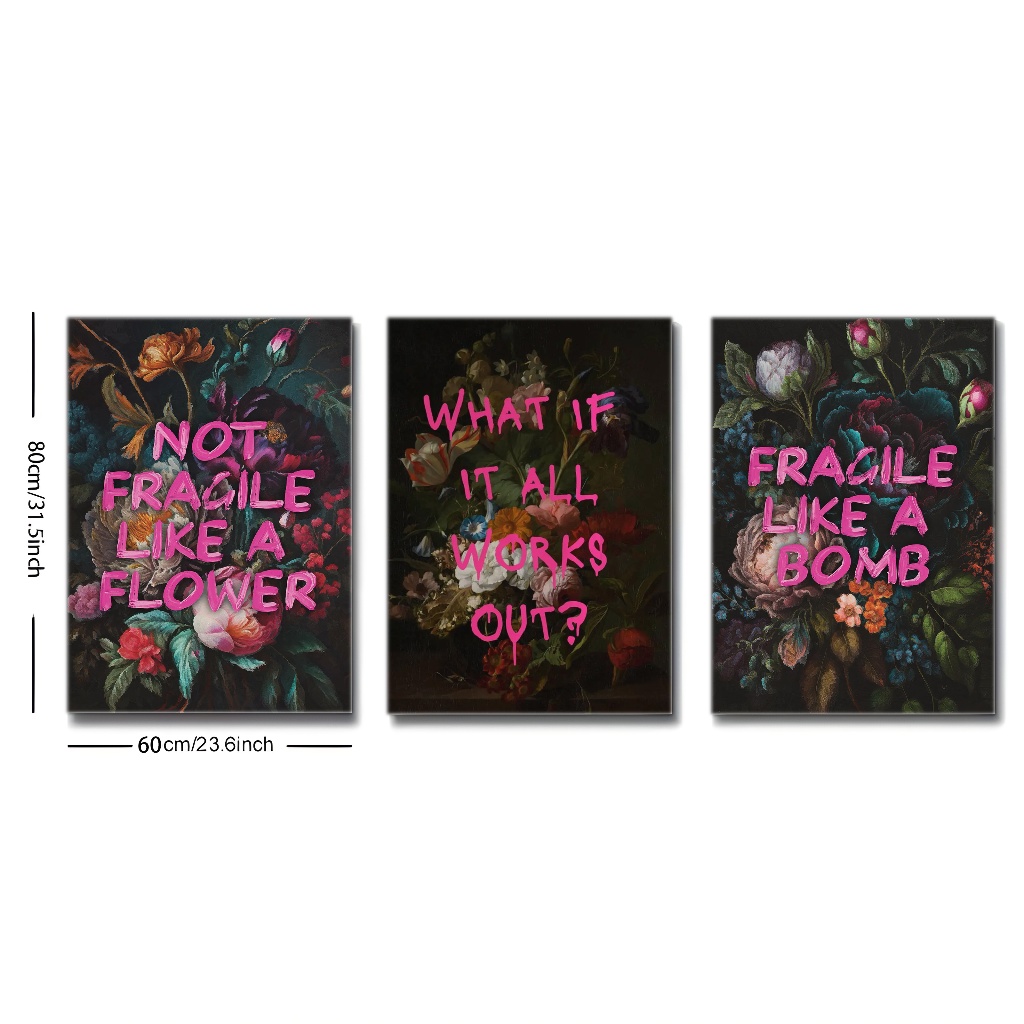 NOT
FRAGILE
LIKE A
FLOWER
WHAT IF
IT ALL
WORKS
OUT?
FRAGILE
LIKE A
BOMB
80cm/31.5inch
60cm/23.6inch